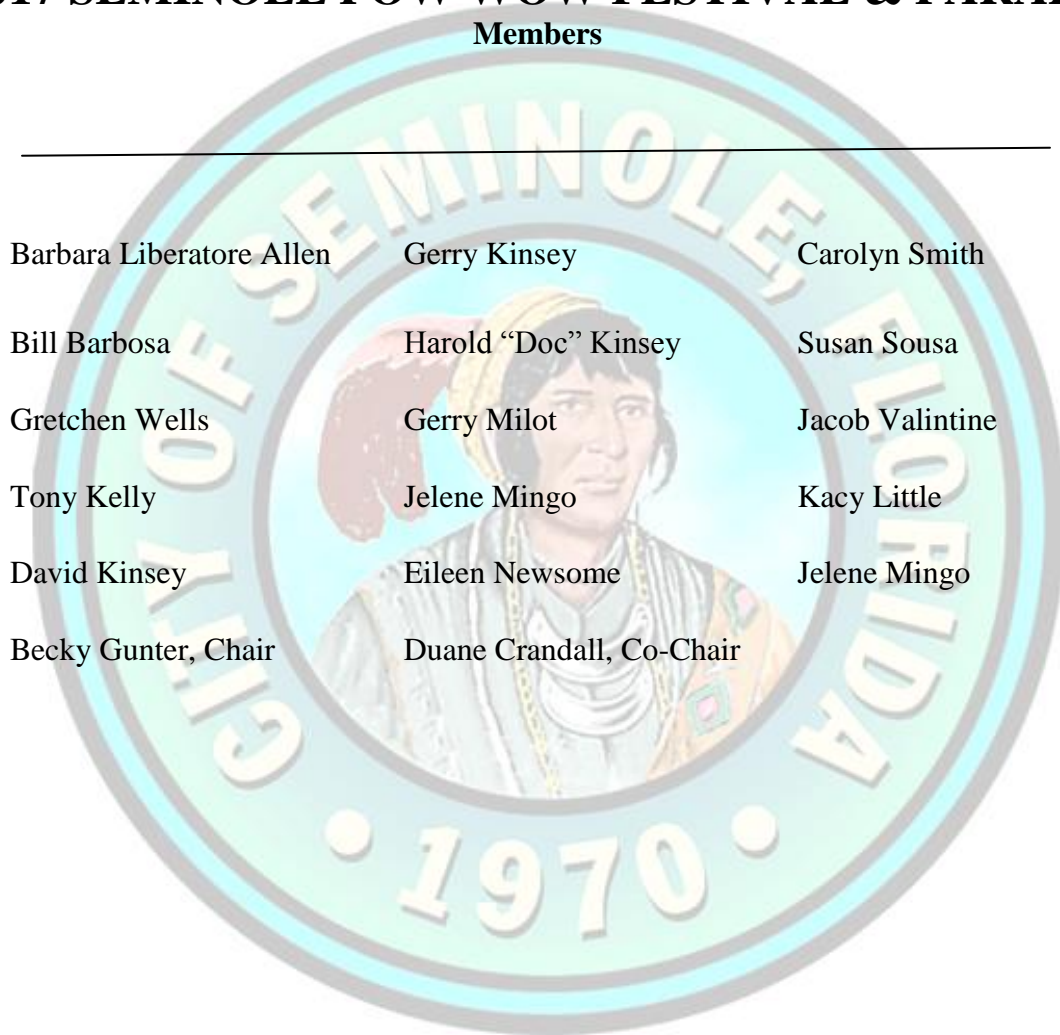 SEMINOLE POW WOW FESTIVAL &
Members
Barbara Liberatore Allen Gerry Kinsey Carolyn Smith
Bill Barbosa Harold “Doc” Kinsey Susan Sousa
Gretchen Wells Gerry Milot Jacob Valintine
Tony Kelly Jelene Mingo Kacy Little
David Kinsey Eileen Newsome Jelene Mingo
Becky Gunter, Chair Duane Crandall, Co-Chair
CITY OF SEMINOLE, FLORIDA
• 1970 •